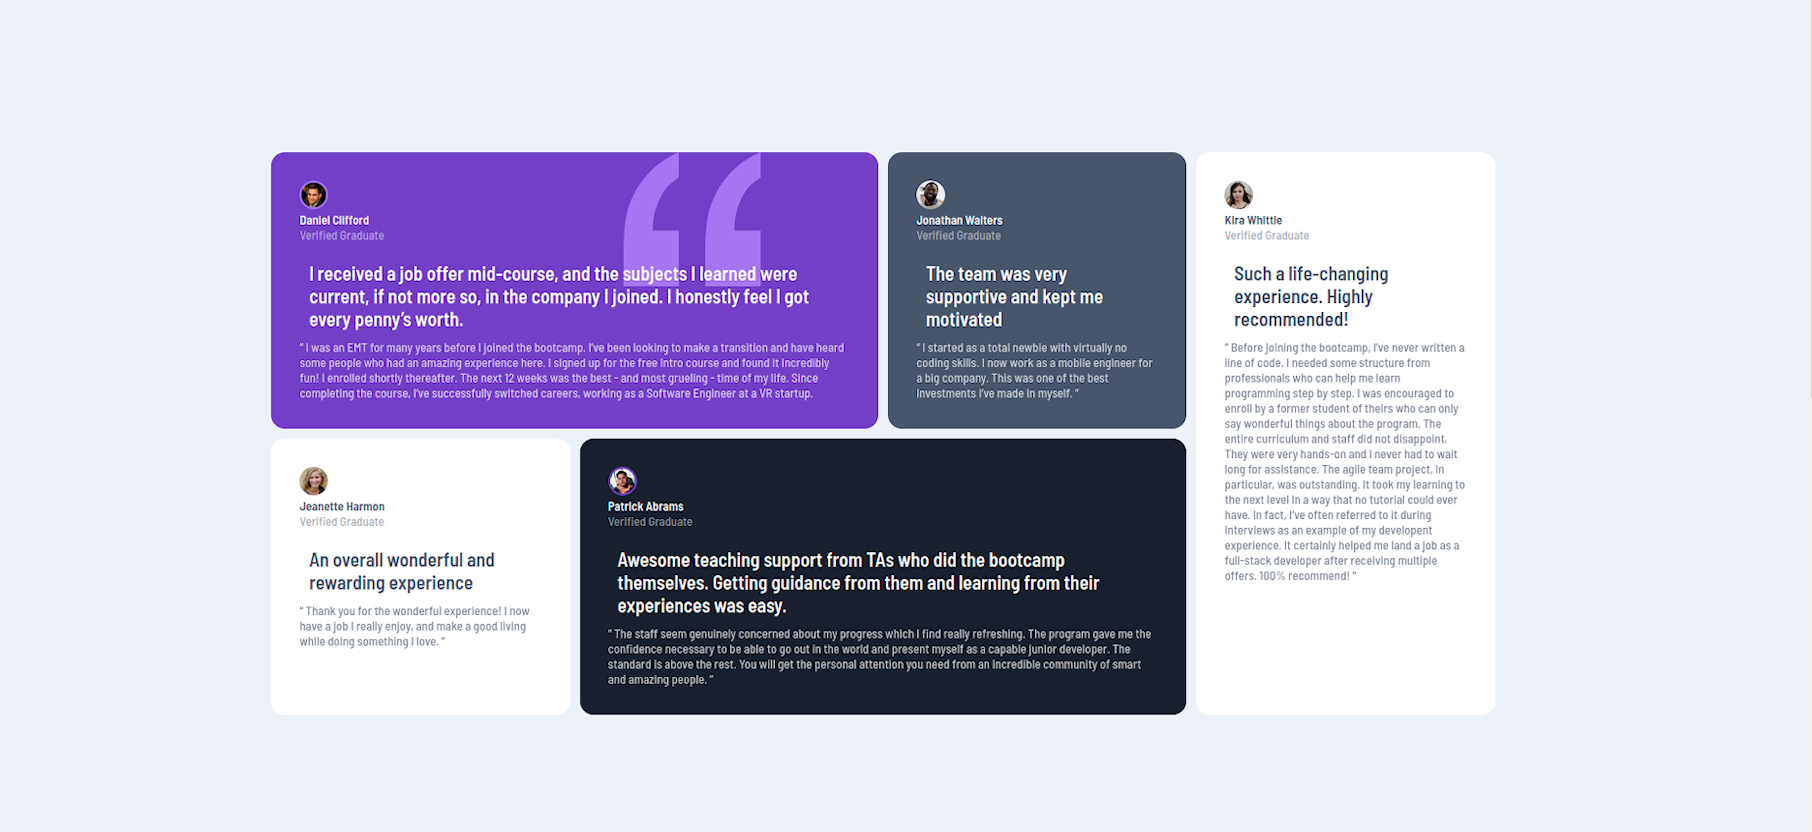 Daniel Clifford
Verified Graduate
I received a job offer mid-course, and the subjects I learned were
current, if not more so, in the company I joined. I honestly feel I got
every penny’s worth.
“ I was an EMT for many years before I joined the bootcamp. I’ve been looking to make a transition and have heard
some people who had an amazing experience here. I signed up for the free intro course and found it incredibly
fun! I enrolled shortly thereafter. The next 12 weeks was the best - and most grueling - time of my life. Since
completing the course, I’ve successfully switched careers, working as a Software Engineer at a VR startup.
Jonathan Walters
Verified Graduate
The team was very
supportive and kept me
motivated
“ I started as a total newbie with virtually no
coding skills. I now work as a mobile engineer for
a big company. This was one of the best
investments I’ve made in myself. ”
Kira Whittle
Verified Graduate
Such a life-changing
experience. Highly
recommended!
“ Before joining the bootcamp, I’ve never written a
line of code. I needed some structure from
professionals who can help me learn
programming step by step. I was encouraged to
enroll by a former student of theirs who can only
say wonderful things about the program. The
entire curriculum and staff did not disappoint.
They were very hands-on and I never had to wait
long for assistance. The agile team project, in
particular, was outstanding. It took my learning to
the next level in a way that no tutorial could ever
have. In fact, I’ve often referred to it during
interviews as an example of my developent
experience. It certainly helped me land a job as a
full-stack developer after receiving multiple
offers. 100% recommend! ”
Jeanette Harmon
Verified Graduate
An overall wonderful and
rewarding experience
“ Thank you for the wonderful experience! I now
have a job I really enjoy, and make a good living
while doing something I love. ”
Patrick Abrams
Verified Graduate
Awesome teaching support from TAs who did the bootcamp
themselves. Getting guidance from them and learning from their
experiences was easy.
“ The staff seem genuinely concerned about my progress which I find really refreshing. The program gave me the
confidence necessary to be able to go out in the world and present myself as a capable junior developer. The
standard is above the rest. You will get the personal attention you need from an incredible community of smart
and amazing people. ”